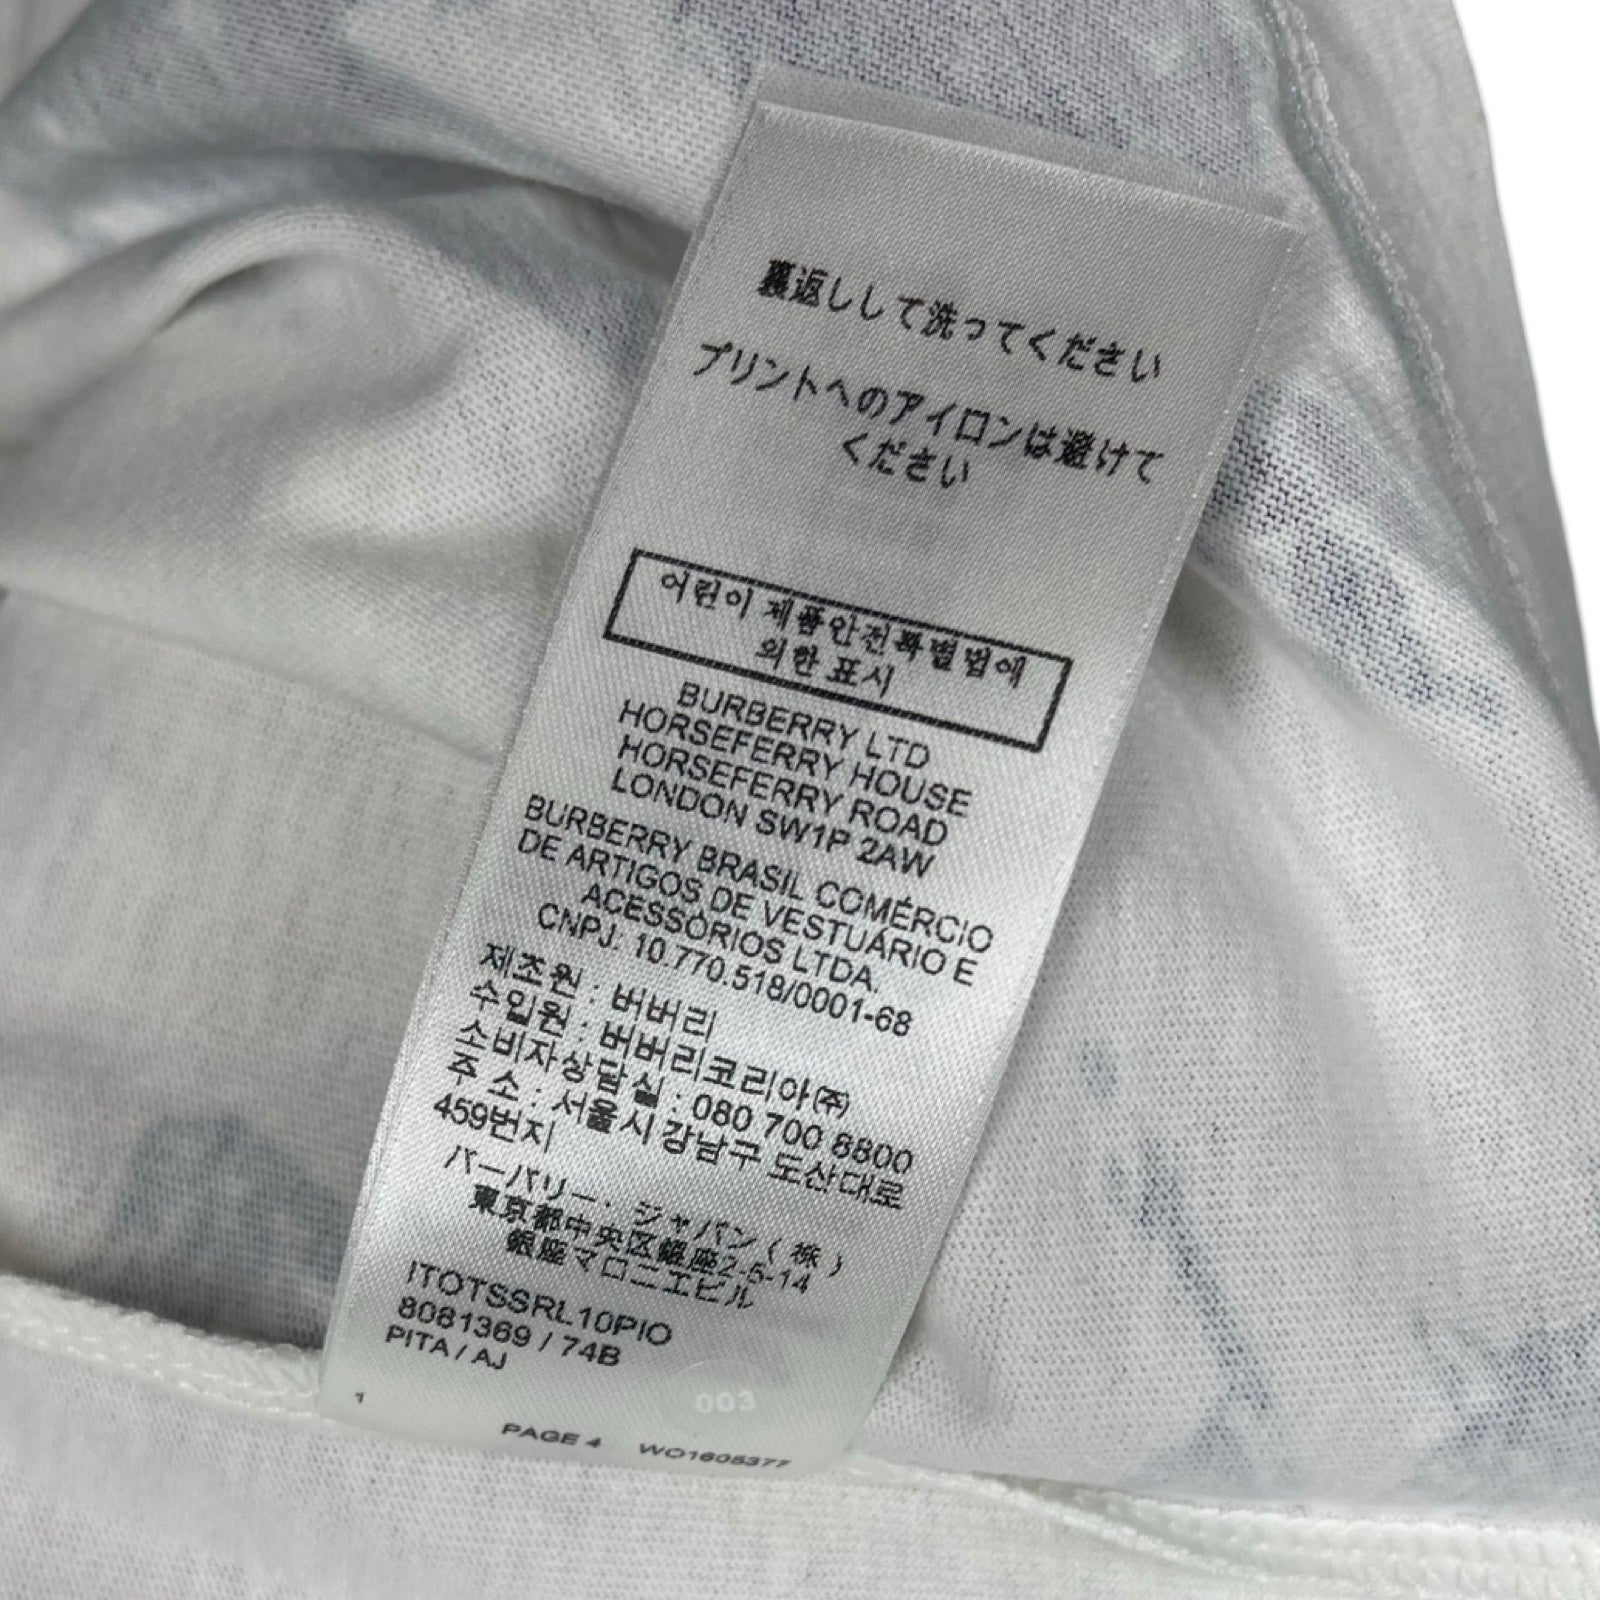 裏返しして洗ってください
プリントへのアイロンは避けて
ください
어린이 제품안전특별법에
의한 표시
BURBERRY LTD
HORSEFERRY HOUSE
HORSEFERRY ROAD
LONDON SW1P 2AW
BURBERRY BRASIL COMÉRCIO
DE ARTIGOS DE VESTUÁRIO E
ACESSÓRIOS LTDA.
CNPJ. 10.770.518/0001-68
제조원 : 버버리
수입원 : 버버리코리아㈜
소비자상담실 : 080 700 8800
주 소 : 서울시 강남구 도산대로
459번지
バーバリー・ジャパン(株)
東京都中央区銀座2-6-14
銀座マロニエビル
ITOTSSRL10PIO
8081369 / 74B
PITA / AJ
003
1
PAGE 4 WO1605377